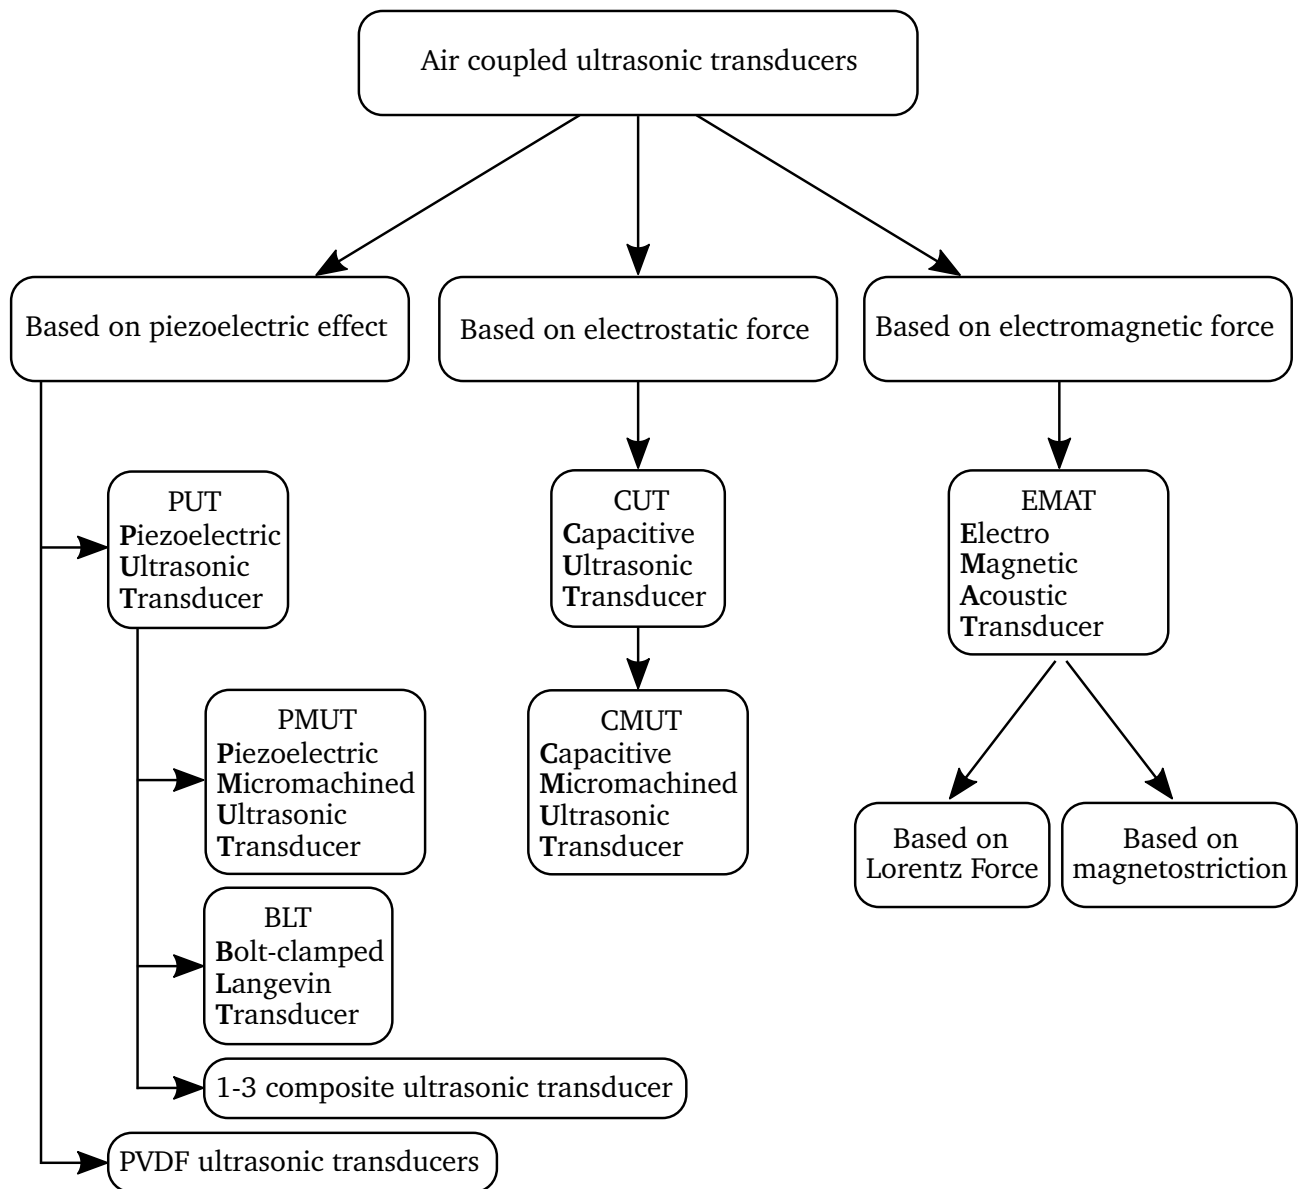 Air coupled ultrasonic transducers
Based on piezoelectric effect
Based on electrostatic force
Based on electromagnetic force
PUT
Piezoelectric
Ultrasonic
Transducer
CUT
Capacitive
Ultrasonic
Transducer
EMAT
Electro
Magnetic
Acoustic
Transducer
PMUT
Piezoelectric
Micromachined
Ultrasonic
Transducer
CMUT
Capacitive
Micromachined
Ultrasonic
Transducer
Based on
Lorentz Force
Based on
magnetostriction
BLT
Bolt-clamped
Langevin
Transducer
1-3 composite ultrasonic transducer
PVDF ultrasonic transducers